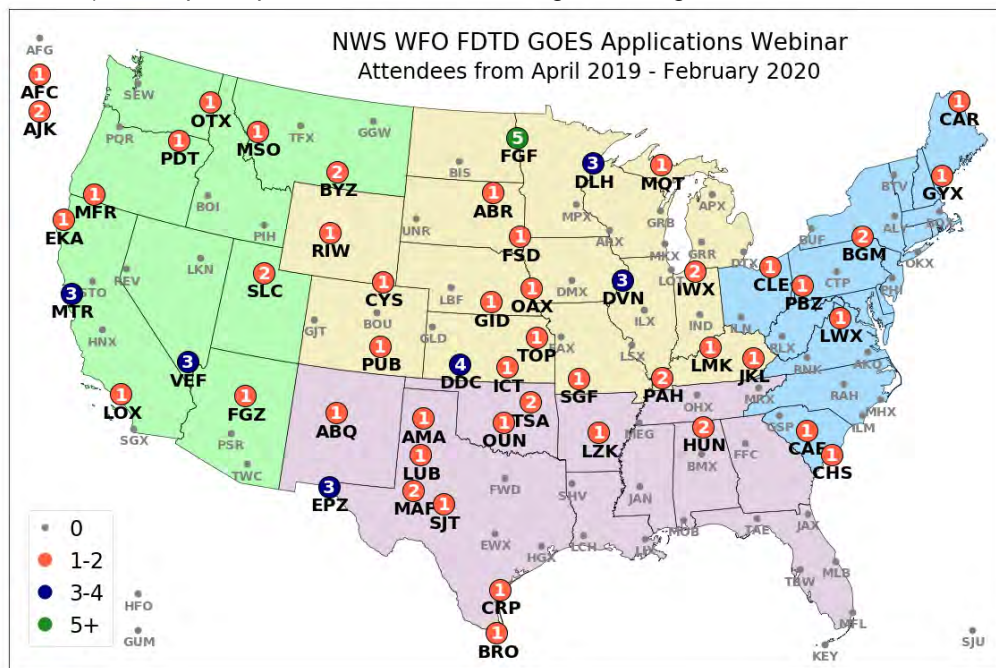 NWS WFO FDTD GOES Applications Webinar
Attendees from April 2019 - February 2020
AFG
1
AFC
2
AJK
SEW
1
OTX
PQR
1
PDT
1
MSO
TFX
GGW
2
BYZ
1
MFR
BOI
PIH
1
EKA
REV
LKN
2
SLC
STO
3
MTR
HNX
3
VEF
1
LOX
SGX
1
FGZ
PSR
TWC
BIS
5
FGF
3
DLH
1
MQT
1
ABR
UNR
MPX
GRB
APX
1
RIW
1
FSD
ARX
MKX
GRR
DTX
1
CYS
LBF
1
OAX
DMX
3
DVN
LOT
2
IWX
1
GID
ILX
IND
GJT
BOU
1
PUB
GLD
1
TOP
EAX
LSX
1
LMK
1
JKL
4
DDC
1
ICT
1
SGF
2
PAH
1
CAR
1
GYX
BTV
ALY
BUF
2
BGM
OKX
1
CLE
1
PBZ
CTP
PHI
ILN
RLX
1
LWX
RNK
AKQ
MRX
RAH
MHX
GSP
ILM
1
CAE
1
CHS
1
ABQ
1
AMA
1
OUN
2
TSA
1
LZK
MEG
OHX
2
HUN
BMX
FFC
1
LUB
3
EPZ
2
MAF
1
SJT
FWD
SHV
JAN
EWX
HGX
LCH
LIX
MOB
TAE
JAX
TBW
MLB
MFL
KEY
SJU
1
CRP
1
BRO
0
1-2
3-4
5+
HFO
GUM